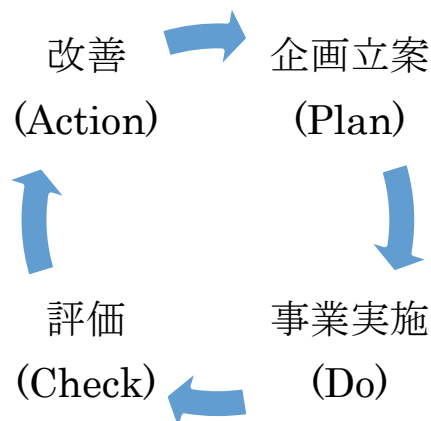 改善
(Action)
企画立案
(Plan)
評価
(Check)
事業実施
(Do)